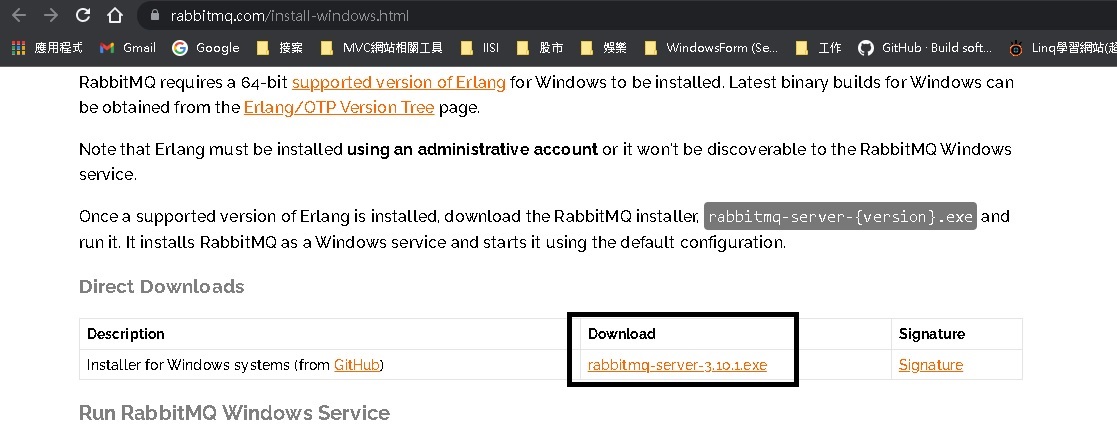 rabbitmq.com/install-windows.html
應用程式 Gmail Google 接案 MVC網站相關工具 IISI 股市 娛樂 WindowsForm (Se... 工作 GitHub · Build soft... Linq學習網站(超
RabbitMQ requires a 64-bit supported version of Erlang for Windows to be installed. Latest binary builds for Windows can
be obtained from the Erlang/OTP Version Tree page.
Note that Erlang must be installed using an administrative account or it won't be discoverable to the RabbitMQ Windows
service.
Once a supported version of Erlang is installed, download the RabbitMQ installer, rabbitmq-server-{version}.exe and
run it. It installs RabbitMQ as a Windows service and starts it using the default configuration.
Direct Downloads
Description Download Signature
Installer for Windows systems (from GitHub) rabbitmq-server-3.10.1.exe Signature
Run RabbitMQ Windows Service